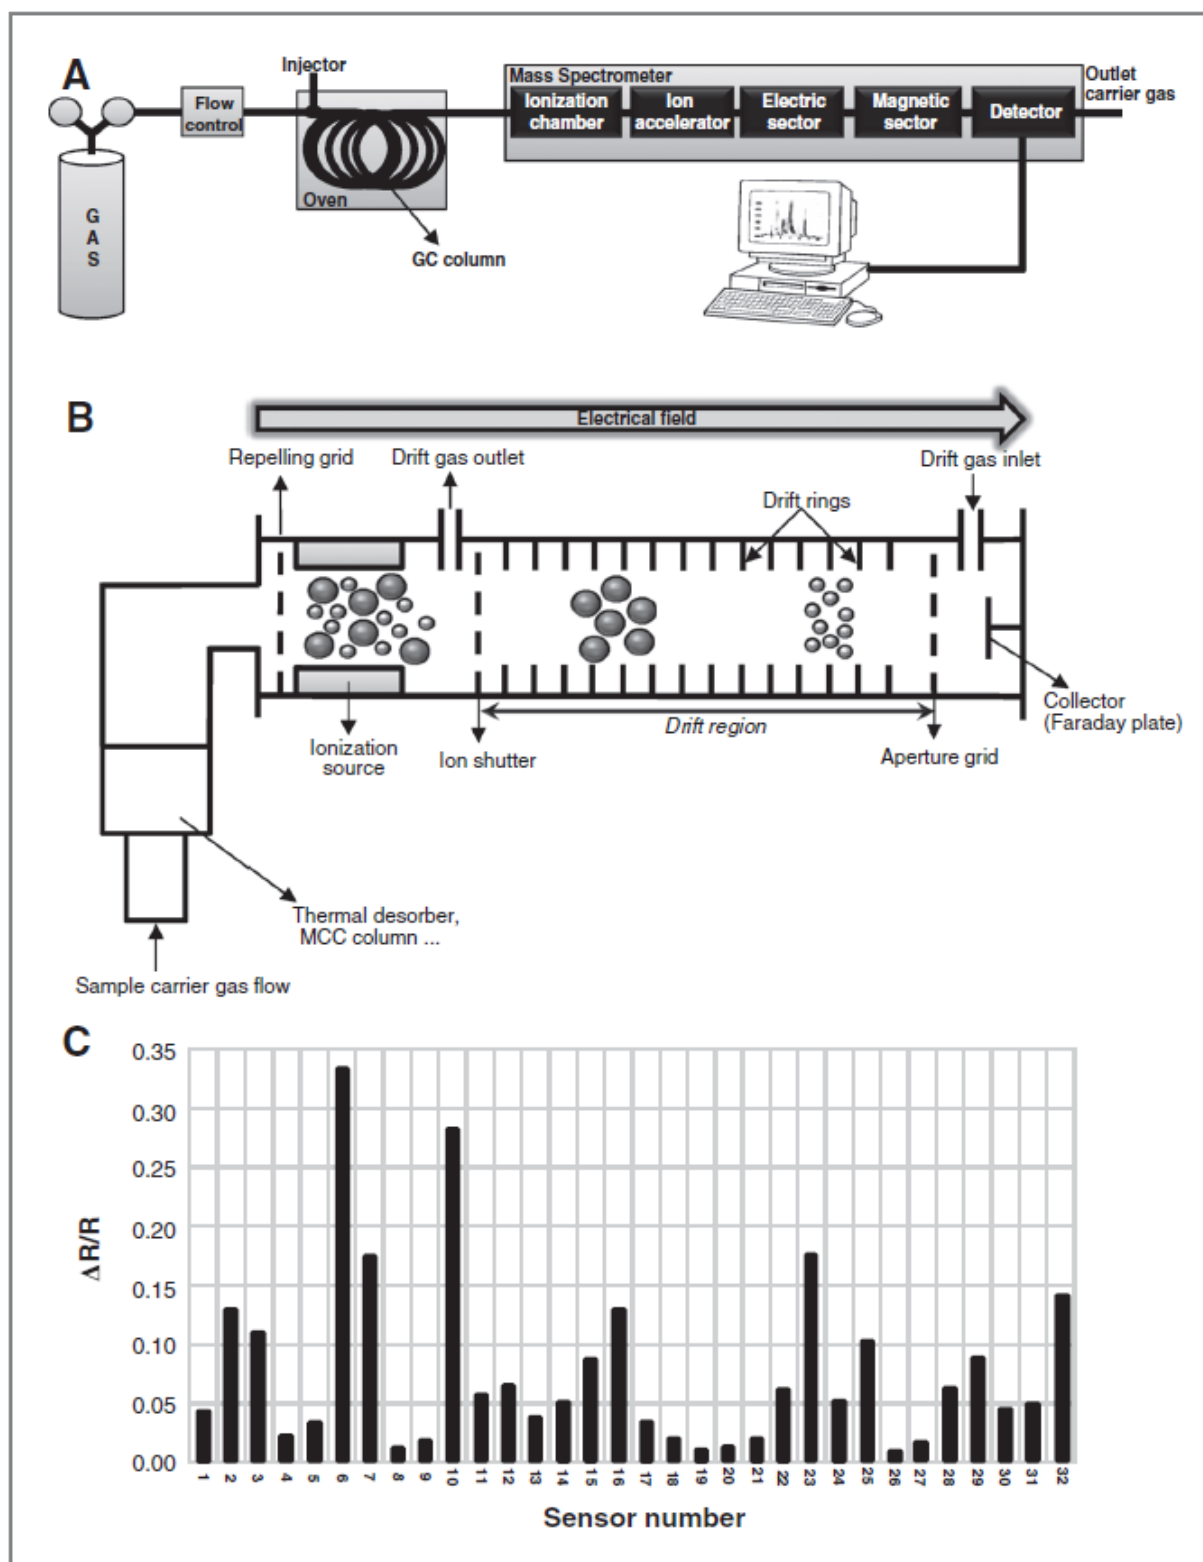 A
Injector
Flow
control
GAS
Oven
GC column
Mass Spectrometer
Ionization
chamber
Ion
accelerator
Electric
sector
Magnetic
sector
Detector
Outlet
carrier gas
B
Electrical field
Repelling grid
Drift gas outlet
Drift gas inlet
Drift rings
Ionization
source
Ion shutter
Drift region
Aperture grid
Collector
(Faraday plate)
Thermal desorber,
MCC column ...
Sample carrier gas flow
C
0.35
0.30
0.25
0.20
0.15
0.10
0.05
0.00
ΔR/R
1 2 3 4 5 6 7 8 9 10 11 12 13 14 15 16 17 18 19 20 21 22 23 24 25 26 27 28 29 30 31 32
Sensor number